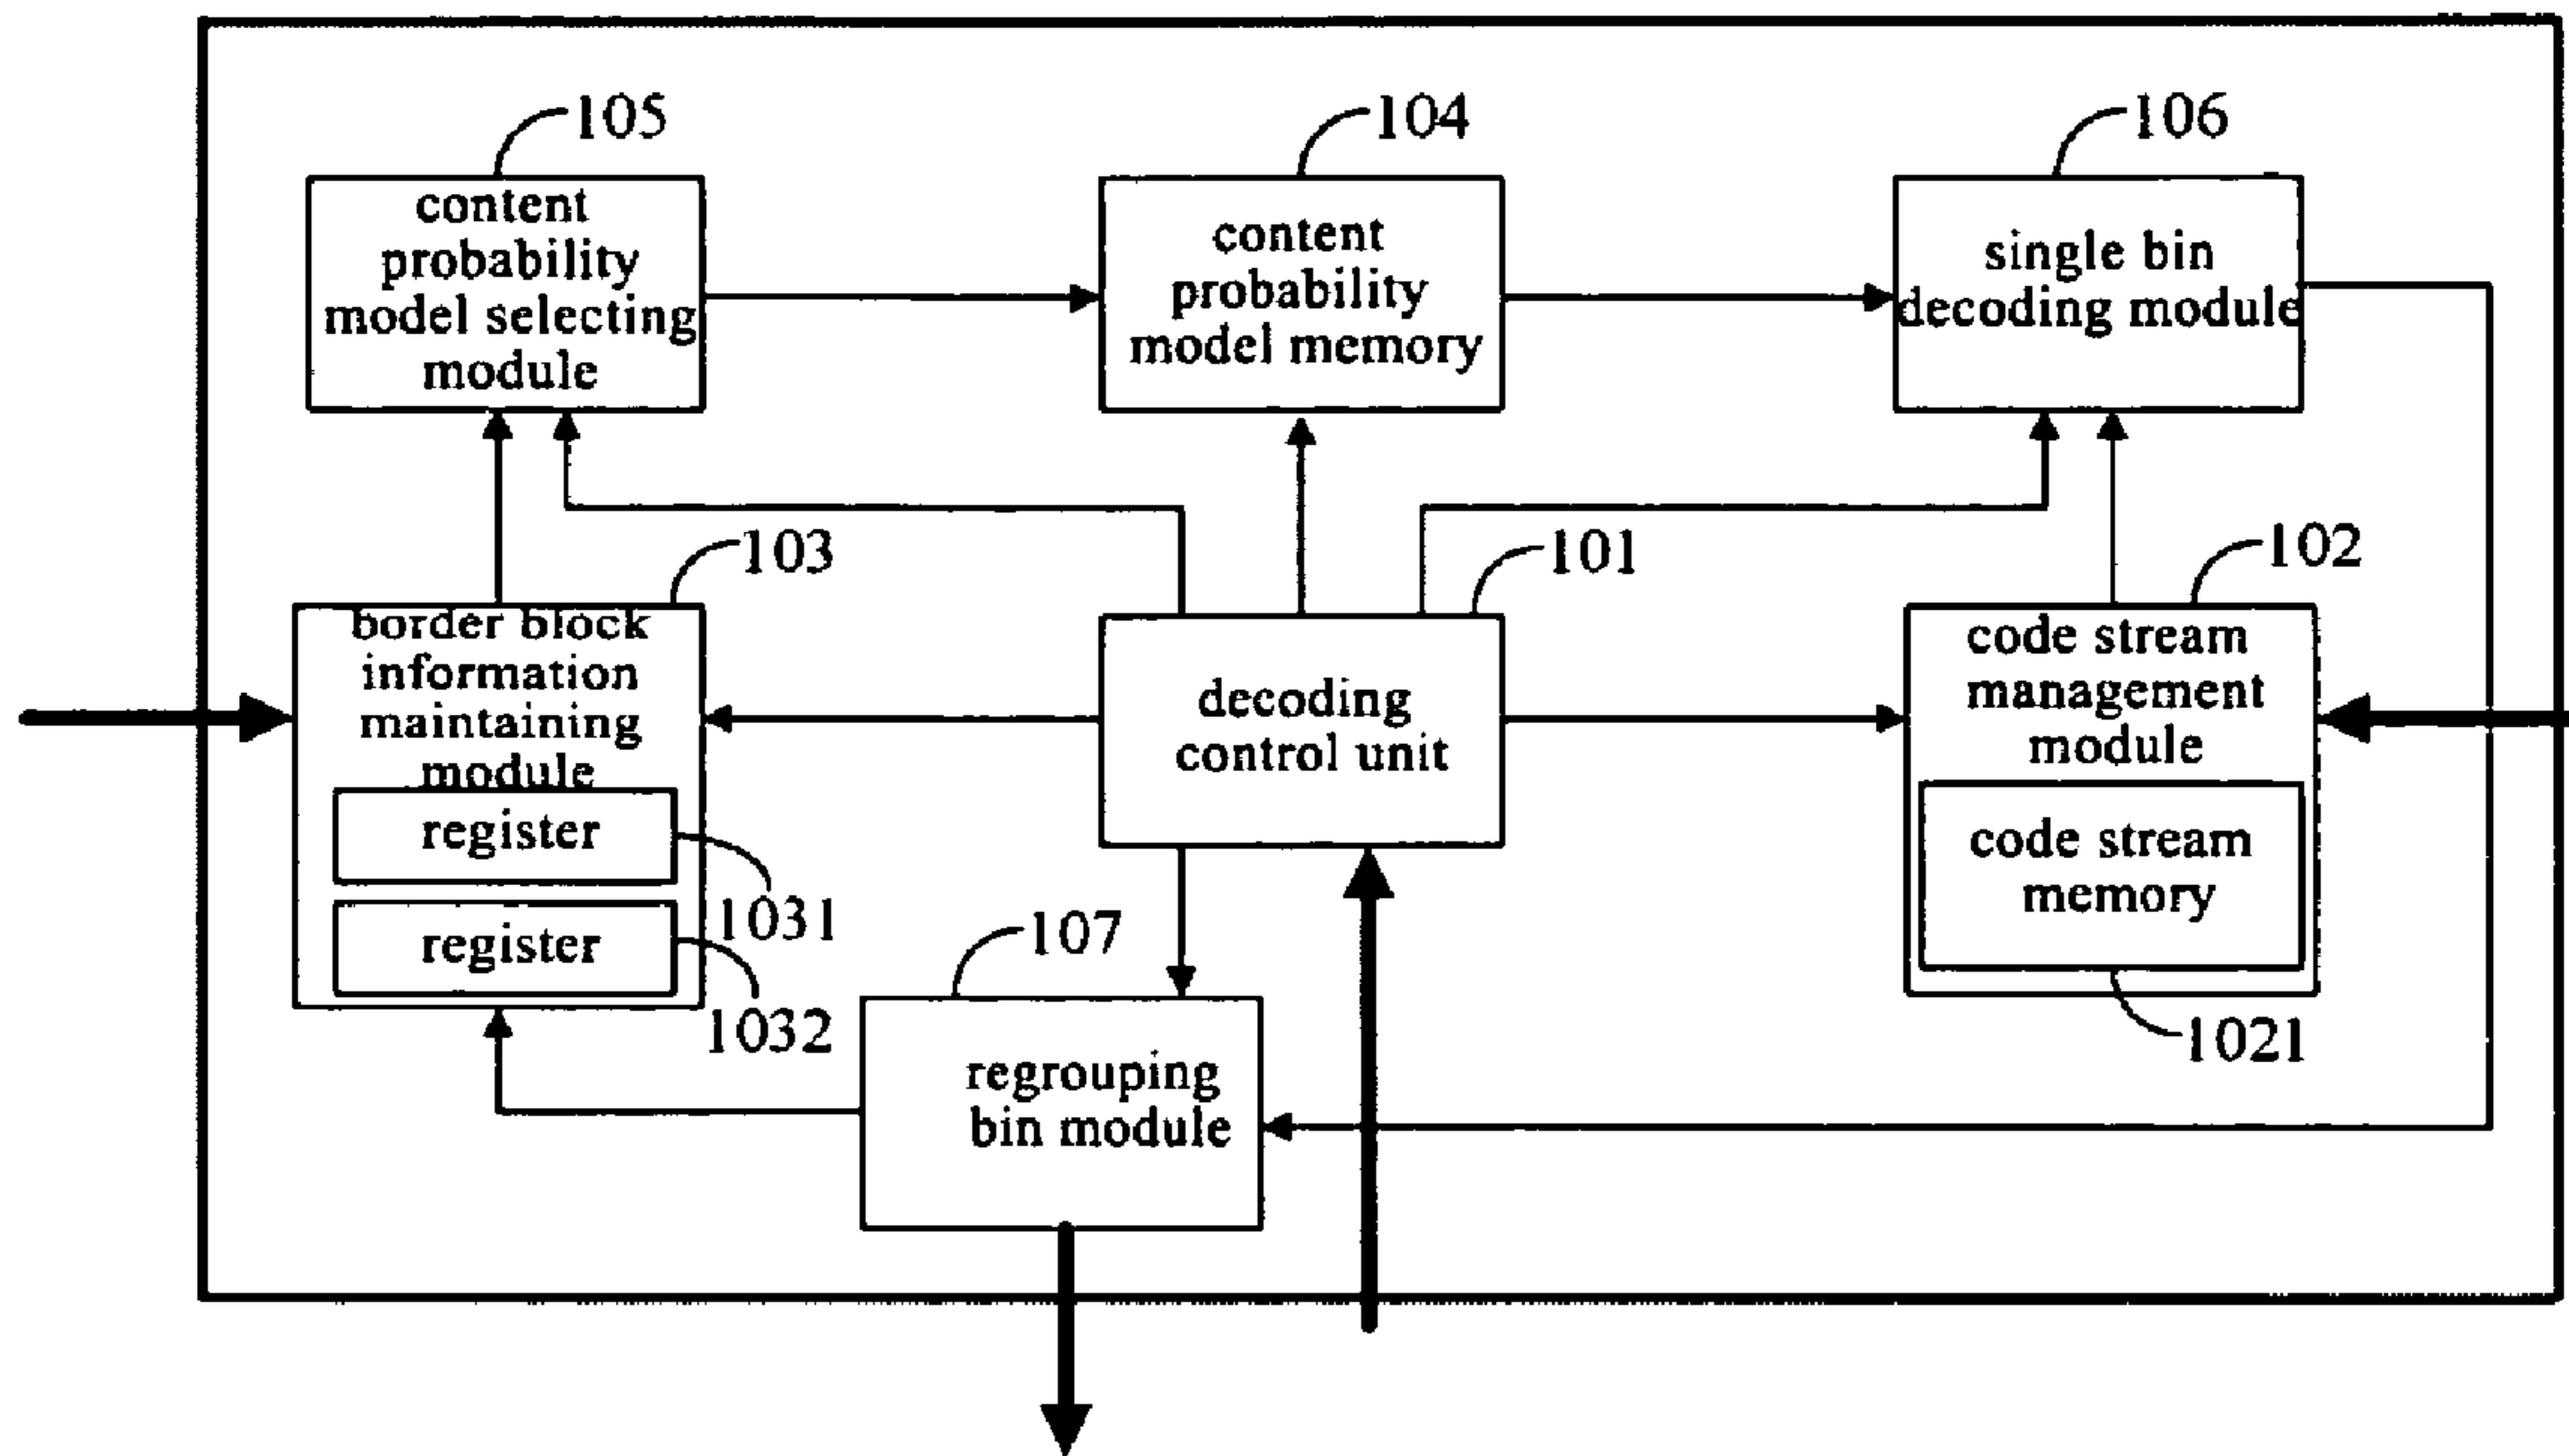 105
content
probability
model selecting
module
104
content
probability
model memory
106
single bin
decoding module
103
border block
information
maintaining
module
register
1031
register
1032
101
decoding
control unit
102
code stream
management
module
code stream
memory
1021
107
regrouping
bin module